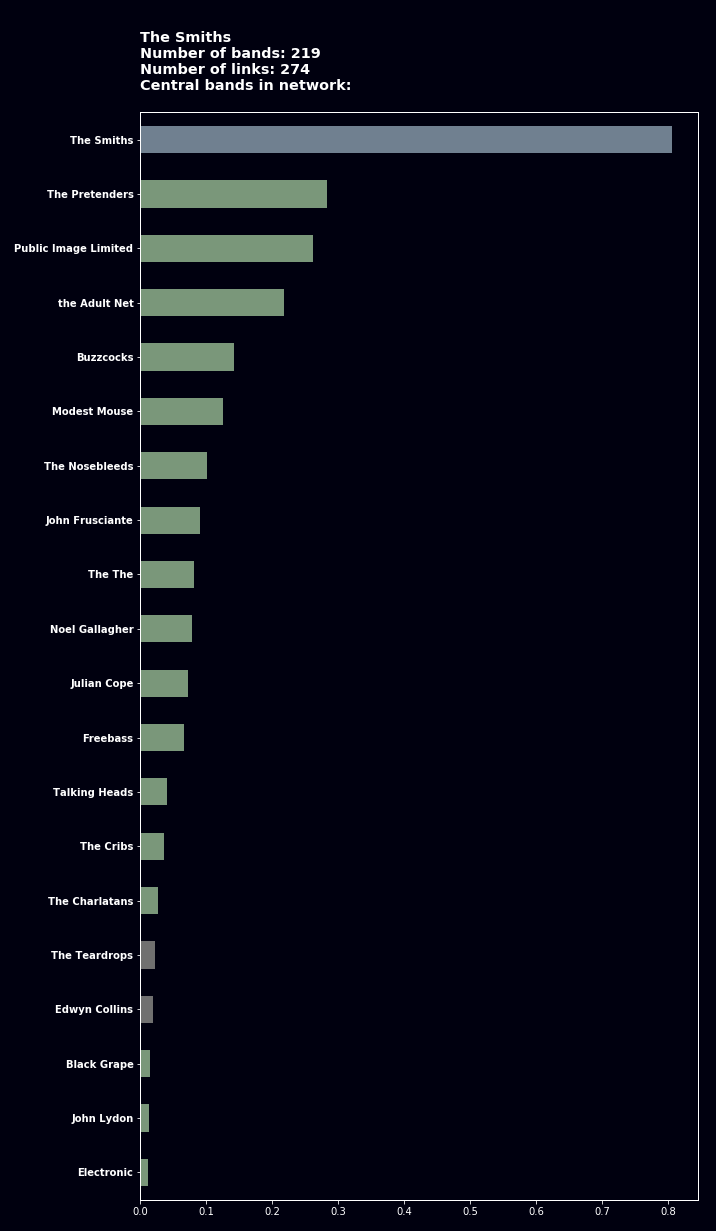 The Smiths
Number of bands: 219
Number of links: 274
Central bands in network:
The Smiths
The Pretenders
Public Image Limited
the Adult Net
Buzzcocks
Modest Mouse
The Nosebleeds
John Frusciante
The The
Noel Gallagher
Julian Cope
Freebass
Talking Heads
The Cribs
The Charlatans
The Teardrops
Edwyn Collins
Black Grape
John Lydon
Electronic
0.0 0.1 0.2 0.3 0.4 0.5 0.6 0.7 0.8